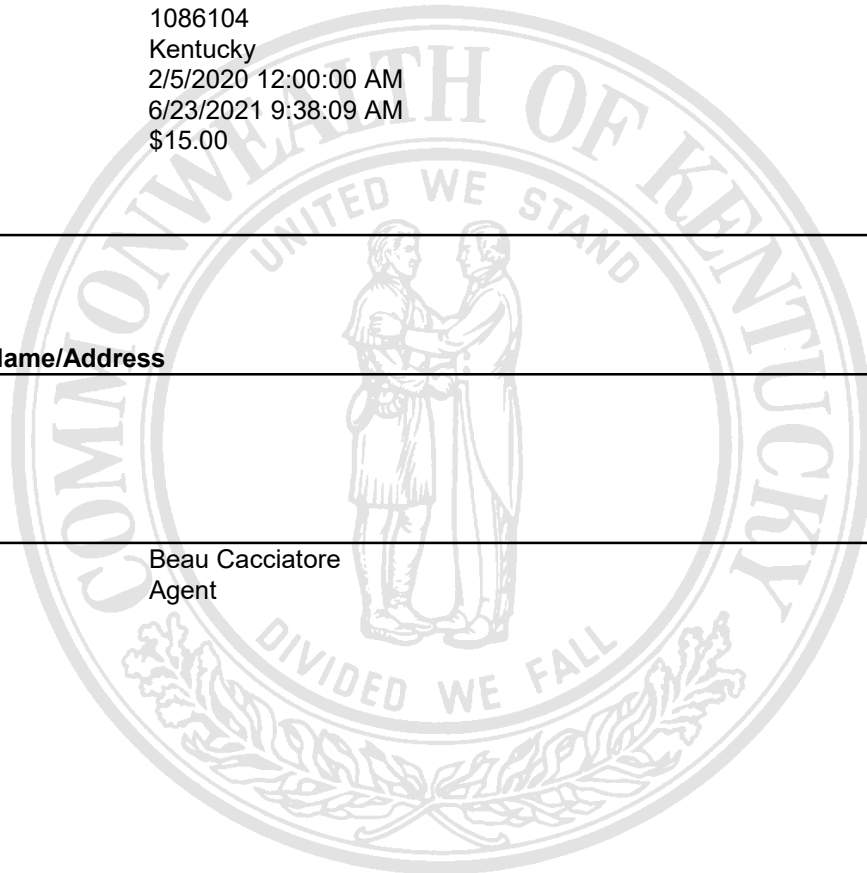 1086104
Kentucky
2/5/2020 12:00:00 AM
6/23/2021 9:38:09 AM
$15.00
COMMONWEALTH OF KENTUCKY
UNITED WE STAND
Name/Address
Beau Cacciatore
Agent
DIVIDED WE FALL